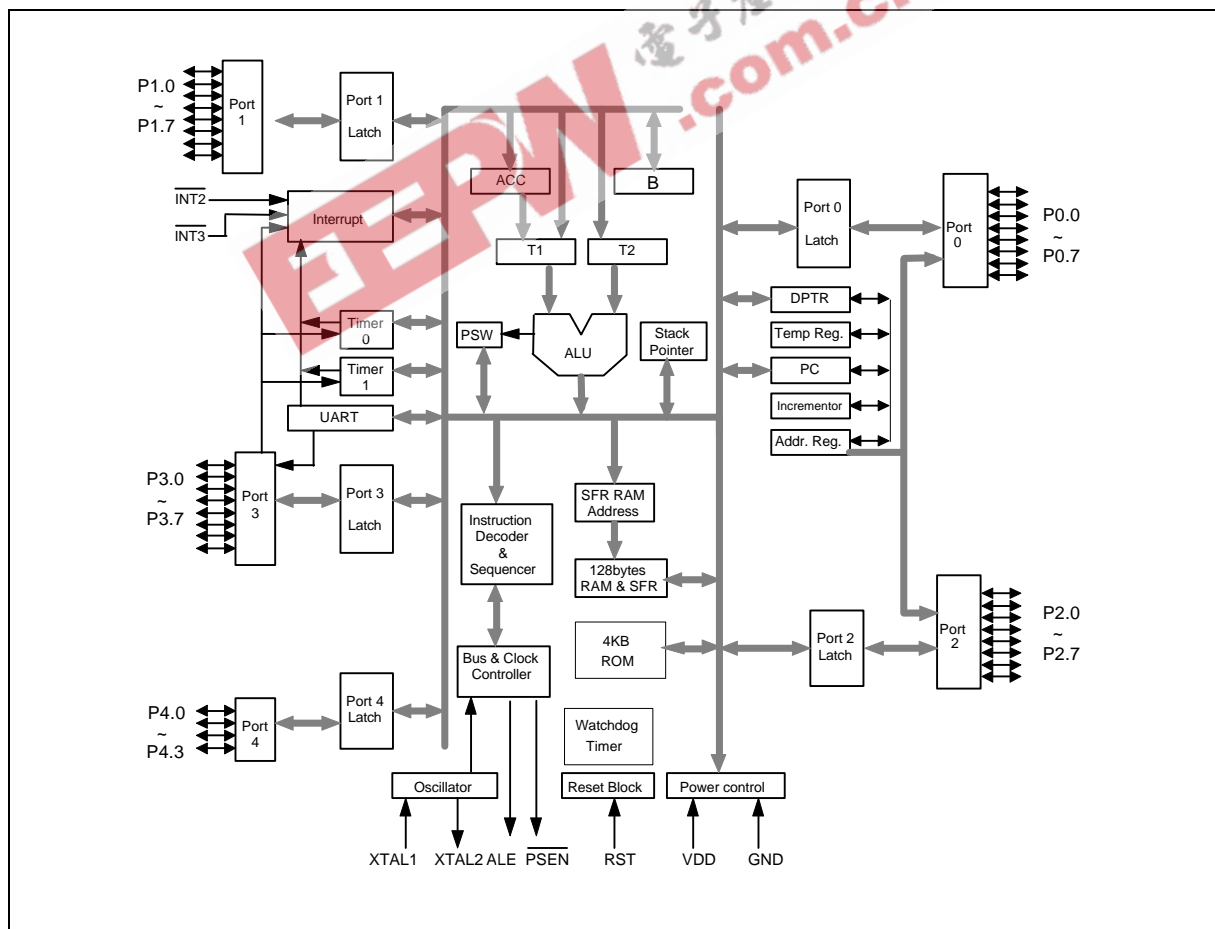 電子產
.com.c
EEPW
P1.0
~
P1.7
Port
1
Port 1
Latch
INT2
INT3
Interrupt
ACC
B
T1
T2
Port 0
Latch
Port
0
P0.0
~
P0.7
Timer
0
Timer
1
UART
PSW
ALU
Stack
Pointer
DPTR
Temp Reg.
PC
Incrementor
Addr. Reg.
P3.0
~
P3.7
Port
3
Port 3
Latch
Instruction
Decoder
&
Sequencer
SFR RAM
Address
128bytes
RAM & SFR
4KB
ROM
Port 2
Latch
Port
2
P2.0
~
P2.7
Bus & Clock
Controller
P4.0
~
P4.3
Port
4
Port 4
Latch
Watchdog
Timer
Oscillator
Reset Block
Power control
XTAL1
XTAL2
ALE
PSEN
RST
VDD
GND